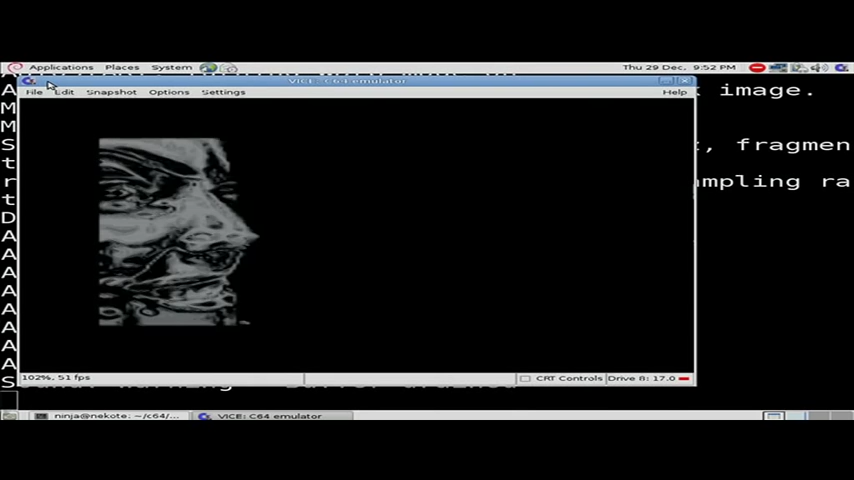 Applications Places System Thu 29 Dec, 9:52 PM
VICE: C64 emulator
File Edit Snapshot Options Settings Help
A image.
M
M
S , fragmen
t
r mpling ra
t
D
A
A
A
A
A
A
A
102%, 51 fps CRT Controls Drive 8: 17.0
ninja@nekote: ~/c64/... VICE: C64 emulator